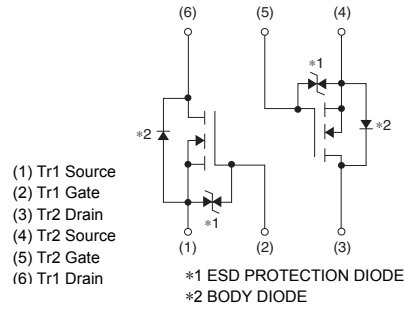 (6) (5) (4)
*1
*2
*2
(1) Tr1 Source
(2) Tr1 Gate
(3) Tr2 Drain
(4) Tr2 Source
(5) Tr2 Gate
(6) Tr1 Drain
*1
(1) (2) (3)
*1 ESD PROTECTION DIODE
*2 BODY DIODE